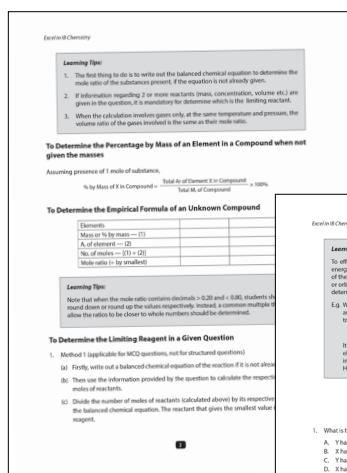 Excel in IB Chemistry
Learning Tips:
1. The first thing to do is to write out the balanced chemical equation to determine the
mole ratio of the substances present, if the equation is not already given.
2. If information regarding 2 or more reactants (mass, concentration, volume etc.) are
given in the question, it is mandatory for determine which is the limiting reactant.
3. When the calculation involves gases only, at the same temperature and pressure, the
volume ratio of the gases involved is the same as their mole ratio.
To Determine the Percentage by Mass of an Element in a Compound when not
given the masses
Assuming presence of 1 mole of substance,
% by Mass of X in Compound = Total Ar of Element X in Compound / Total Mr of Compound × 100%
To Determine the Empirical Formula of an Unknown Compound
Elements
Mass or % by mass — (1)
Ar of element — (2)
No. of moles — [(1) ÷ (2)]
Mole ratio (÷ by smallest)
Learning Tips:
Note that when the mole ratio contains decimals > 0.20 and < 0.80, students sh
round down or round up the values respectively. Instead, a common multiple th
allow the ratios to be closer to whole numbers should be determined.
To Determine the Limiting Reagent in a Given Question
1. Method 1 (applicable for MCQ questions, not for structured questions)
(a) Firstly, write out a balanced chemical equation of the reaction if it is not alrea
(b) Then use the information provided by the question to calculate the respecti
moles of reactants.
(c) Divide the number of moles of reactants (calculated above) by its respective
the balanced chemical equation. The reactant that gives the smallest value i
reagent.
Excel in IB Chem
Learn
To eff
energ
of the
or orb
deter
E.g. W
1. What is t
A. Y ha
B. X ha
C. Y ha
D. X ha